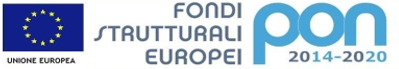 UNIONE EUROPEA
FONDI
STRUTTURALI
EUROPEI
pon
2014-2020